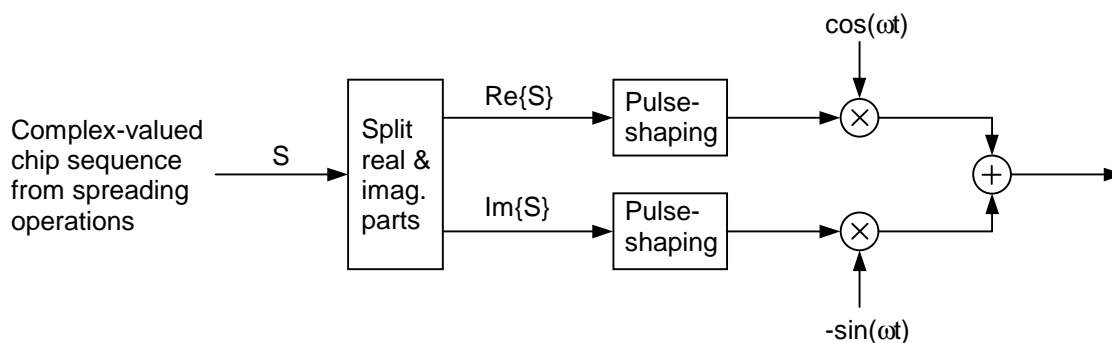 cos(ωt)
Complex-valued
chip sequence
from spreading
operations
S
Split
real &
imag.
parts
Re{S}
Pulse-
shaping
Im{S}
Pulse-
shaping
-sin(ωt)